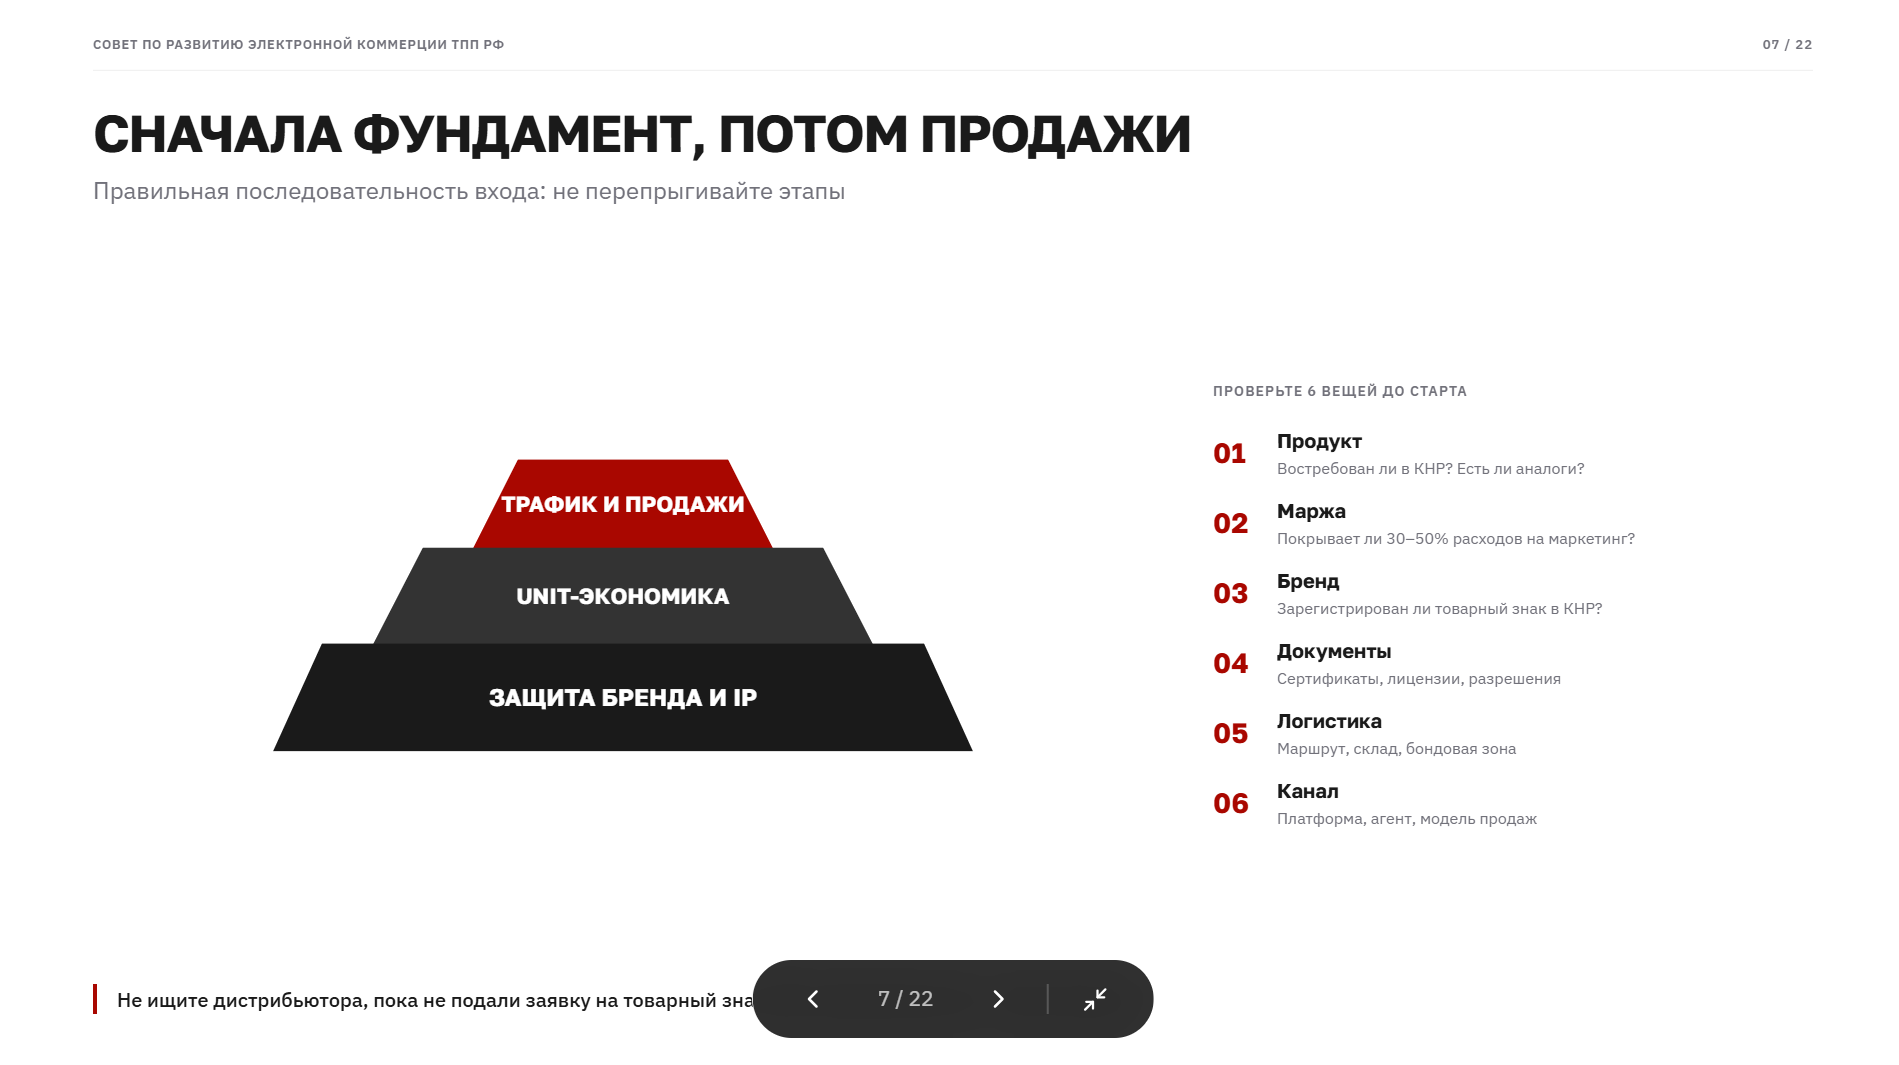 СОВЕТ ПО РАЗВИТИЮ ЭЛЕКТРОННОЙ КОММЕРЦИИ ТПП РФ
07 / 22
СНАЧАЛА ФУНДАМЕНТ, ПОТОМ ПРОДАЖИ
Правильная последовательность входа: не перепрыгивайте этапы
ТРАФИК И ПРОДАЖИ
UNIT-ЭКОНОМИКА
ЗАЩИТА БРЕНДА И IP
ПРОВЕРЬТЕ 6 ВЕЩЕЙ ДО СТАРТА
01 Продукт
Востребован ли в КНР? Есть ли аналоги?
02 Маржа
Покрывает ли 30–50% расходов на маркетинг?
03 Бренд
Зарегистрирован ли товарный знак в КНР?
04 Документы
Сертификаты, лицензии, разрешения
05 Логистика
Маршрут, склад, бондовая зона
06 Канал
Платформа, агент, модель продаж
Не ищите дистрибьютора, пока не подали заявку на товарный
7 / 22